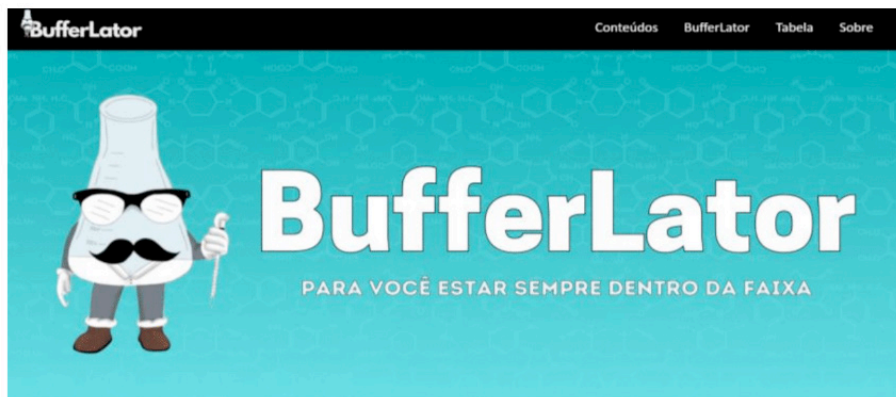 BufferLator
Conteúdos BufferLator Tabela Sobre
BufferLator
PARA VOCÊ ESTAR SEMPRE DENTRO DA FAIXA